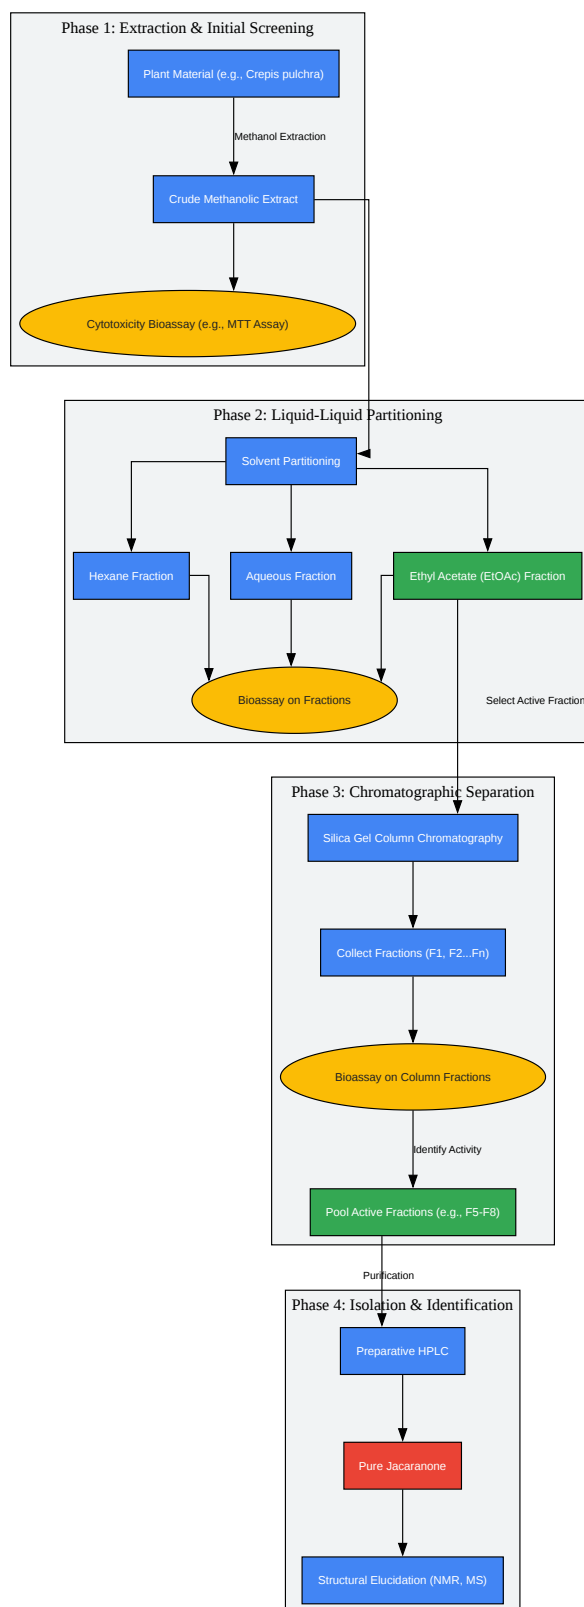 Phase 1: Extraction & Initial Screening
Plant Material (e.g., Crepis pulchra)
Methanol Extraction
Crude Methanolic Extract
Cytotoxicity Bioassay (e.g., MTT Assay)
Phase 2: Liquid-Liquid Partitioning
Solvent Partitioning
Hexane Fraction
Aqueous Fraction
Ethyl Acetate (EtOAc) Fraction
Bioassay on Fractions
Select Active Fraction
Phase 3: Chromatographic Separation
Silica Gel Column Chromatography
Collect Fractions (F1, F2...Fn)
Bioassay on Column Fractions
Identify Activity
Pool Active Fractions (e.g., F5-F8)
Purification
Phase 4: Isolation & Identification
Preparative HPLC
Pure Jacaranone
Structural Elucidation (NMR, MS)